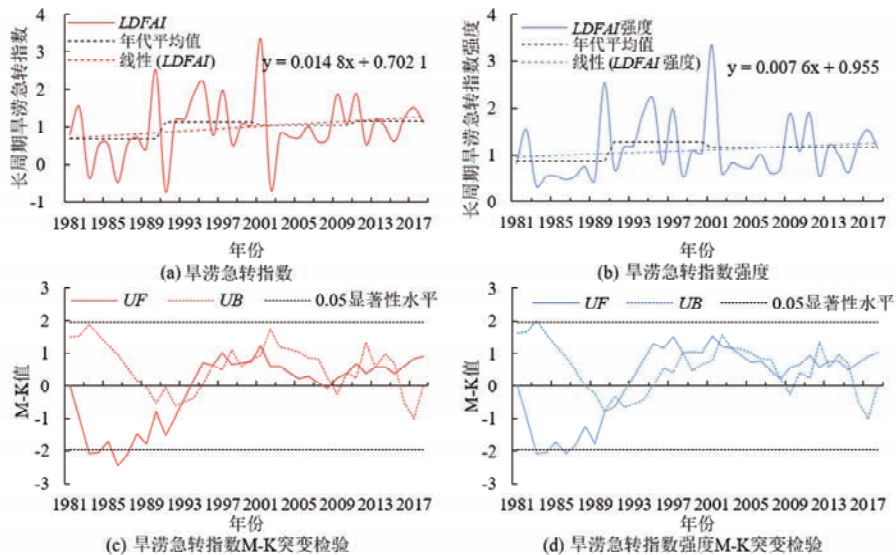 LDFAI
年代平均值
线性(LDFAI)
y = 0.014 8x + 0.702 1
长周期旱涝急转指数
4
3
2
1
0
-1
1981 1985 1989 1993 1997 2001 2005 2009 2013 2017
年份
(a) 旱涝急转指数
LDFAI强度
年代平均值
线性(LDFAI 强度)
y = 0.007 6x + 0.955
长周期旱涝急转指数强度
4
3
2
1
0
1981 1985 1989 1993 1997 2001 2005 2009 2013 2017
年份
(b) 旱涝急转指数强度
UF UB 0.05显著性水平
M-K值
3
2
1
0
-1
-2
-3
1981 1985 1989 1993 1997 2001 2005 2009 2013 2017
年份
(c) 旱涝急转指数M-K突变检验
UF UB 0.05显著性水平
M-K值
3
2
1
0
-1
-2
-3
1981 1985 1989 1993 1997 2001 2005 2009 2013 2017
年份
(d) 旱涝急转指数强度M-K突变检验